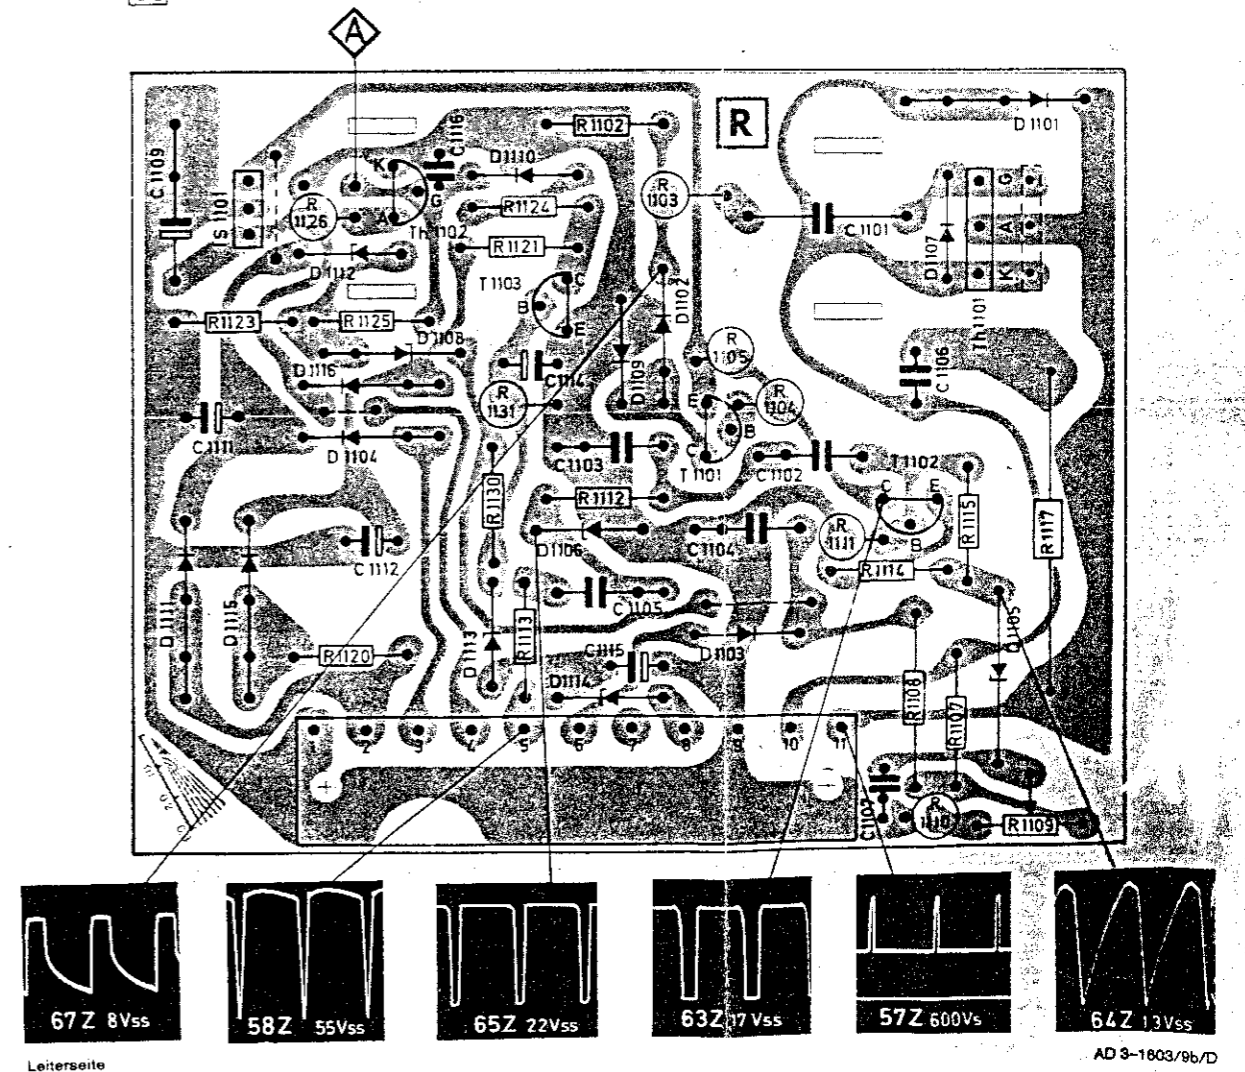 A
R
R1102
D1101
C1109
Ts1101
K
C1116
D1110
R 1103
G
R 1126
A
G
R1124
C1101
D1107
A
Th1102
R1121
D1112
T1103
C
K
Th1101
B
D1102
R1123
R1125
E
D1108
R 1105
D1116
C1114
D1109
C1106
R 1131
E
R 1104
B
C1111
D1104
C1103
C
T1101
C1102
T1102
R1130
R1112
C
E
R1115
R1117
D1106
C1104
R 1111
B
C1112
R1114
D1111
D1115
C1105
R1113
D1105
D1113
D1103
R1120
C1115
D1114
R1108
R1107
1 2 3 4 5 6 7 8 9 10 11
C1107
R 1110
R1109
67Z 8Vss
58Z 55Vss
65Z 22Vss
63Z 17Vss
57Z 600Vs
64Z 13Vss
Leiterseite
AD 3-1603/9b/D